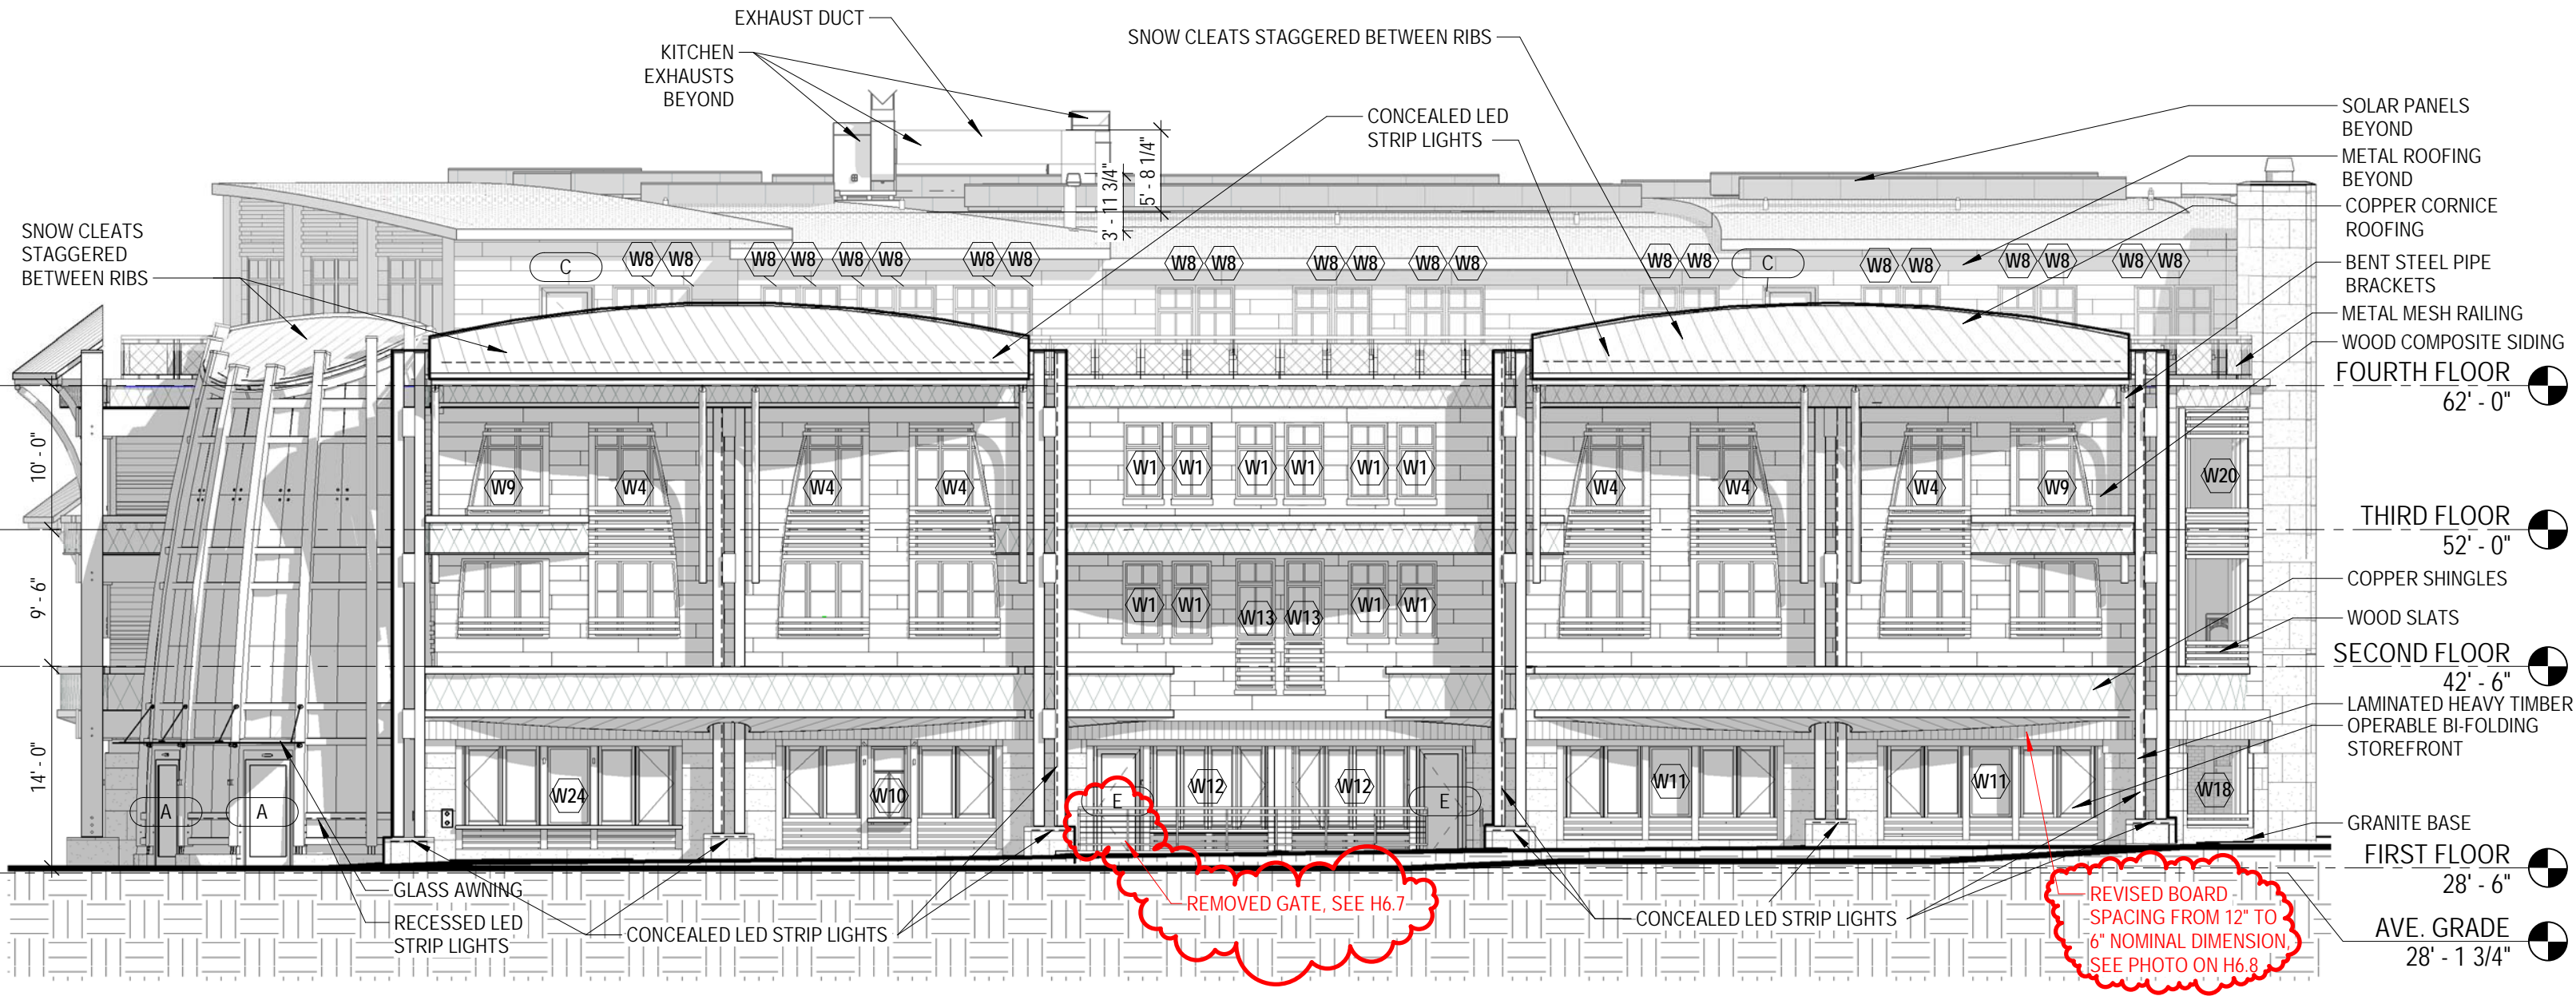 EXHAUST DUCT
KITCHEN
EXHAUSTS
BEYOND
SNOW CLEATS STAGGERED BETWEEN RIBS
CONCEALED LED
STRIP LIGHTS
5' - 8 1/4"
3' - 11 3/4"
SOLAR PANELS
BEYOND
METAL ROOFING
BEYOND
COPPER CORNICE
ROOFING
BENT STEEL PIPE
BRACKETS
METAL MESH RAILING
WOOD COMPOSITE SIDING
FOURTH FLOOR
62' - 0"
THIRD FLOOR
52' - 0"
COPPER SHINGLES
WOOD SLATS
SECOND FLOOR
42' - 6"
LAMINATED HEAVY TIMBER
OPERABLE BI-FOLDING
STOREFRONT
GRANITE BASE
FIRST FLOOR
28' - 6"
AVE. GRADE
28' - 1 3/4"
SNOW CLEATS
STAGGERED
BETWEEN RIBS
C W8 W8 W8 W8 W8 W8 W8 W8 W8 W8 W8 W8 W8 W8 W8 W8 C W8 W8 W8 W8 W8 W8
10' - 0"
9' - 6"
14' - 0"
W9 W4 W4 W4 W1 W1 W1 W1 W1 W1 W4 W4 W4 W9 W20
W1 W1 W13 W13 W1 W1
A A W24 W10 E W12 W12 E W11 W11 W18
GLASS AWNING
RECESSED LED
STRIP LIGHTS
CONCEALED LED STRIP LIGHTS
REMOVED GATE, SEE H6.7
CONCEALED LED STRIP LIGHTS
REVISED BOARD
SPACING FROM 12" TO
6" NOMINAL DIMENSION,
SEE PHOTO ON H6.8